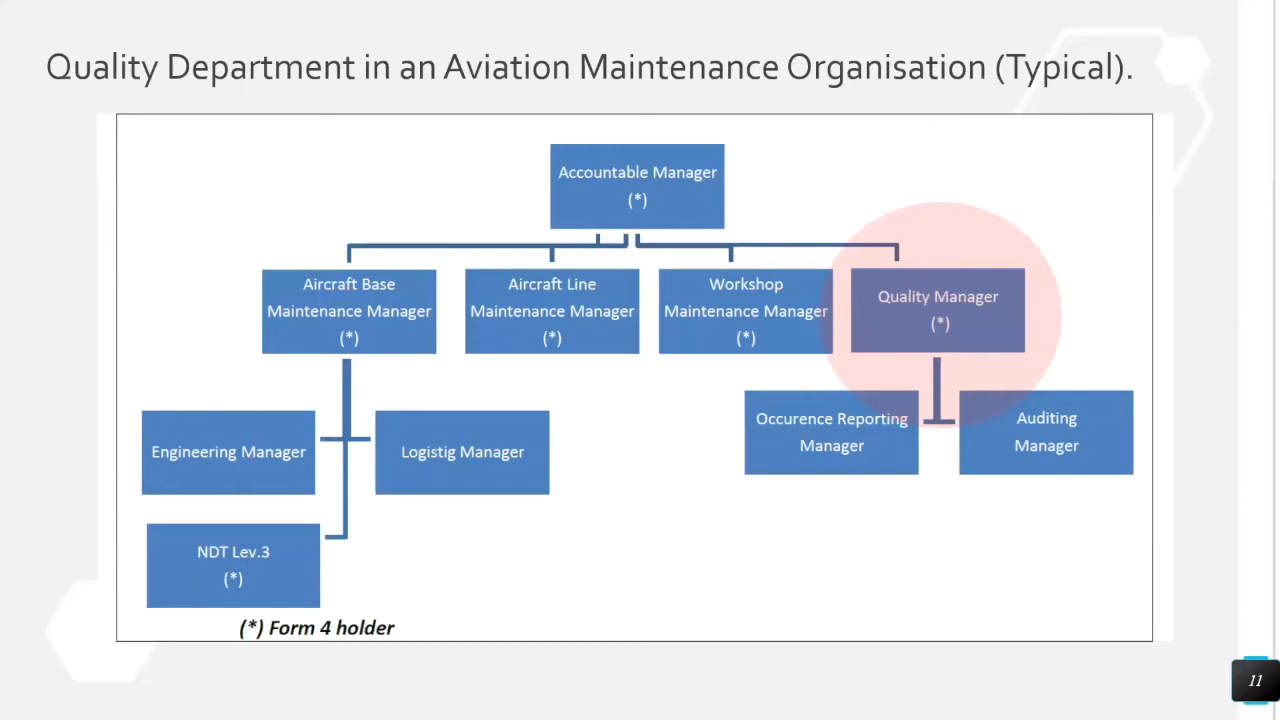 Quality Department in an Aviation Maintenance Organisation (Typical).
Accountable Manager
(*)
Aircraft Base
Maintenance Manager
(*)
Aircraft Line
Maintenance Manager
(*)
Workshop
Maintenance Manager
(*)
Quality Manager
(*)
Engineering Manager
Logistig Manager
Occurence Reporting
Manager
Auditing
Manager
NDT Lev.3
(*)
(*) Form 4 holder
11